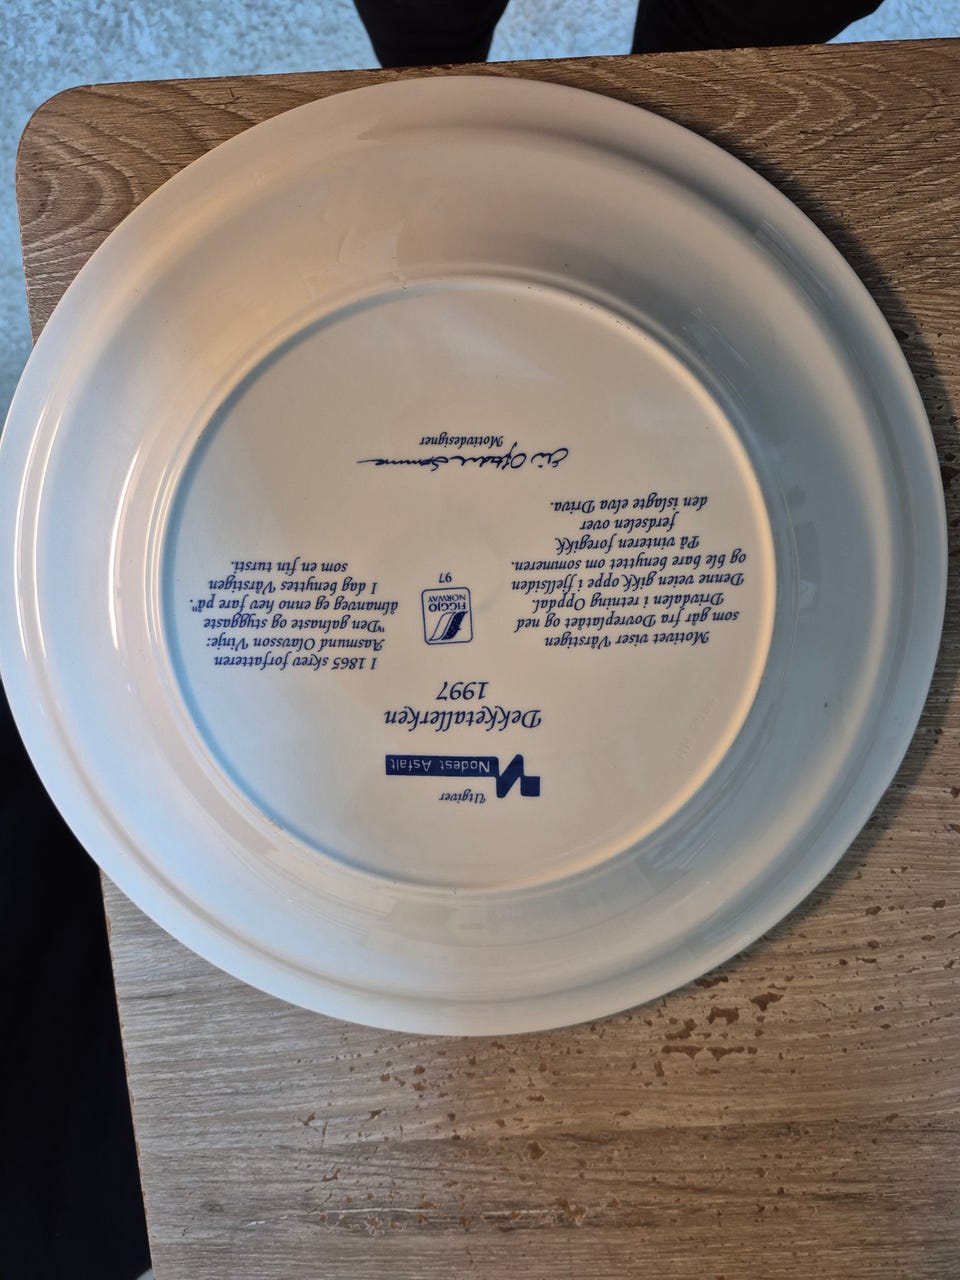 Utgiver
Nodest Asfalt
Dekketallerken
1997
Motivet viser Vårstigen
som går fra Dovreplatået og ned
Drivdalen i retning Oppdal.
Denne veien gikk oppe i fjellsiden
og ble bare benyttet om sommeren.
På vinteren foregikk
ferdselen over
den islagte elva Driva.
FIGGJO
NORWAY
97
I 1865 skrev forfatteren
Aasmund Olavsson Vinje:
"Den galnaste og styggaste
ålmanveg eg enno hev fare på".
I dag benyttes Vårstigen
som en fin tursti.
Motivdesigner